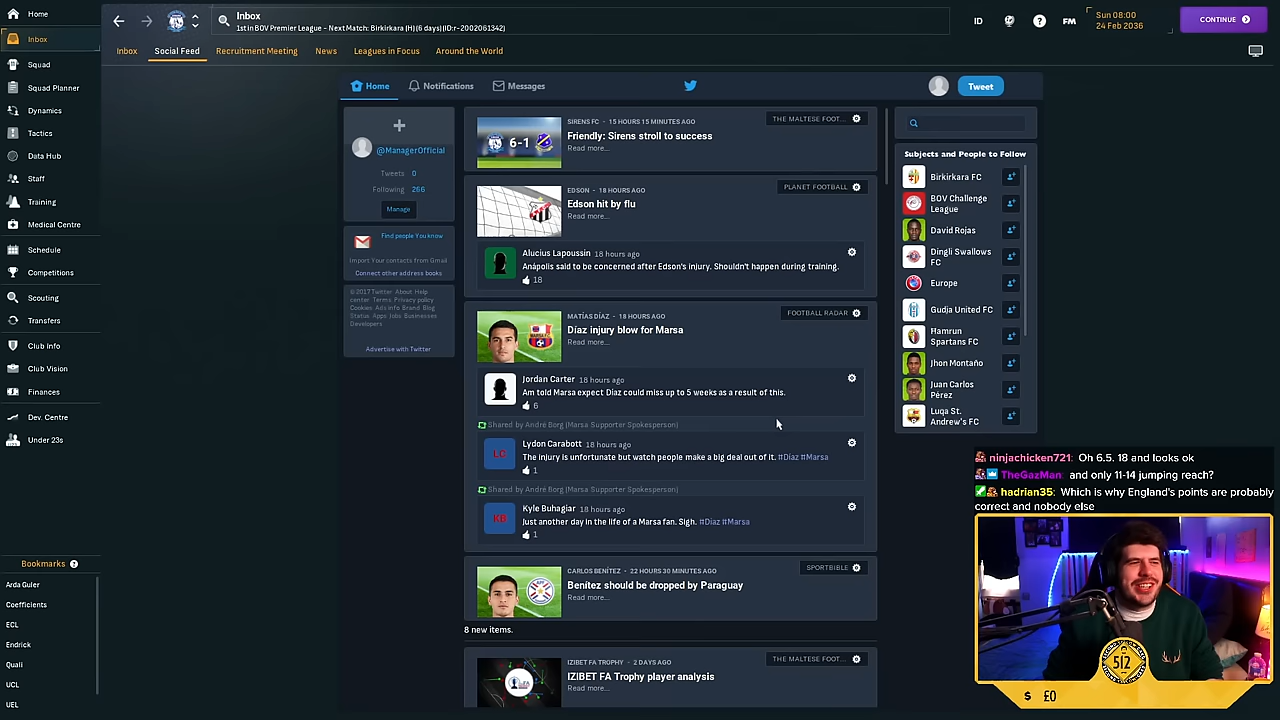 Home
Inbox
Squad
Squad Planner
Dynamics
Tactics
Data Hub
Staff
Training
Medical Centre
Schedule
Competitions
Scouting
Transfers
Club Info
Club Vision
Finances
Dev. Centre
Under 23s
Bookmarks
Arda Guler
Coefficients
ECL
Endrick
Quali
UCL
UEL
Inbox
1st in BOV Premier League - Next Match: Birkirkara (H) (6 days) (ID:r-2002061342)
ID
FM
Sun 08:00
24 Feb 2036
CONTINUE
Inbox
Social Feed
Recruitment Meeting
News
Leagues in Focus
Around the World
Home
Notifications
Messages
Tweet
@ManagerOfficial
Tweets 0
Following 266
Manage
Find people You know
Import Your contacts from Gmail
Connect other address books
© 2017 Twitter About Help
center Terms Privacy policy
Cookies Ads info Brand Blog
Status Apps Jobs Businesses
Developers
Advertise with Twitter
SIRENS FC - 15 HOURS 15 MINUTES AGO
THE MALTESE FOOT...
6-1
Friendly: Sirens stroll to success
Read more...
EDSON - 18 HOURS AGO
PLANET FOOTBALL
Edson hit by flu
Read more...
Alucius Lapoussin 18 hours ago
Anápolis said to be concerned after Edson's injury. Shouldn't happen during training.
18
MATÍAS DÍAZ - 18 HOURS AGO
FOOTBALL RADAR
Díaz injury blow for Marsa
Read more...
Jordan Carter 18 hours ago
Am told Marsa expect Díaz could miss up to 5 weeks as a result of this.
6
Shared by André Borg (Marsa Supporter Spokesperson)
LC
Lydon Carabott 18 hours ago
The injury is unfortunate but watch people make a big deal out of it. #Díaz #Marsa
1
Shared by André Borg (Marsa Supporter Spokesperson)
KB
Kyle Buhagiar 18 hours ago
Just another day in the life of a Marsa fan. Sigh. #Díaz #Marsa
1
CARLOS BENÍTEZ - 22 HOURS 30 MINUTES AGO
SPORTBIBLE
Benítez should be dropped by Paraguay
Read more...
8 new items.
IZIBET FA TROPHY - 2 DAYS AGO
THE MALTESE FOOT...
IZIBET FA Trophy player analysis
Read more...
Subjects and People to Follow
Birkirkara FC
BOV Challenge
League
David Rojas
Dingli Swallows
FC
Europe
Gudja United FC
Hamrun
Spartans FC
Jhon Montaño
Juan Carlos
Pérez
Luqa St.
Andrew's FC
ninjachicken721: Oh 6.5. 18 and looks ok
TheGazMan and only 11-14 jumping reach?
hadrian35: Which is why England's points are probably
correct and nobody else
512
$ £0